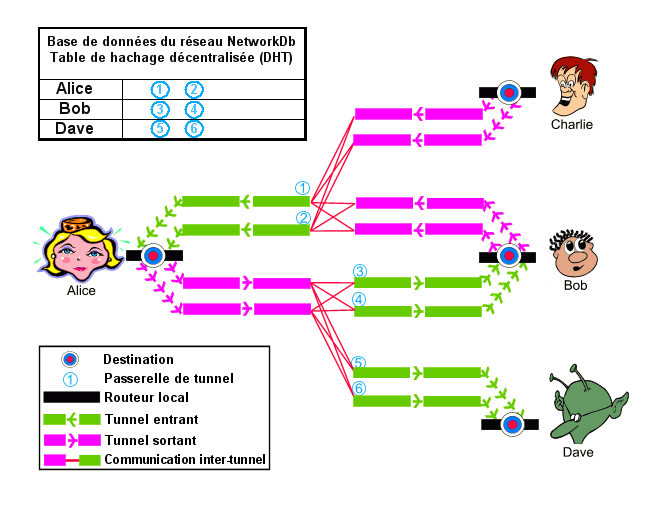 Base de données du réseau NetworkDb
Table de hachage décentralisée (DHT)
Alice 1 2
Bob 3 4
Dave 5 6
Charlie
1
2
Alice
3
4
Bob
5
6
Dave
Destination
1 Passerelle de tunnel
Routeur local
Tunnel entrant
Tunnel sortant
Communication inter-tunnel